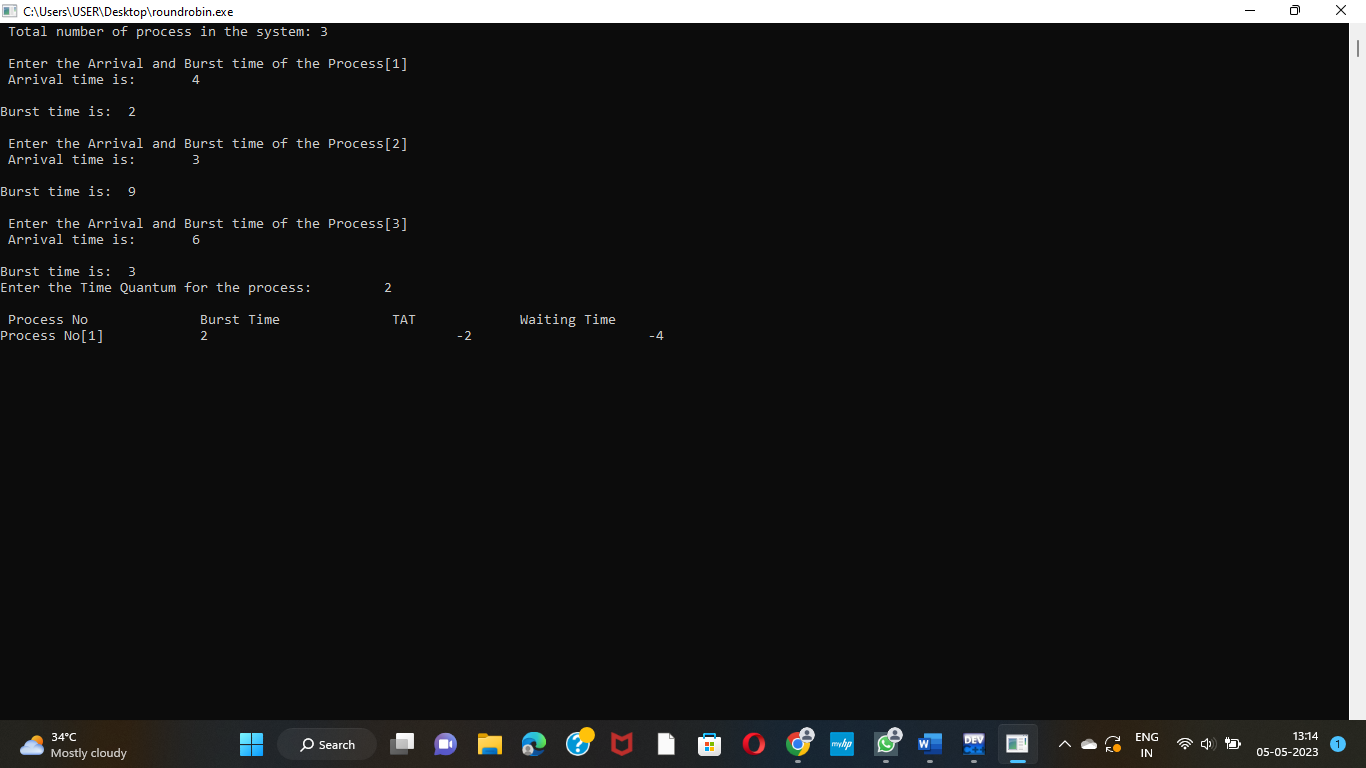 C:\Users\USER\Desktop\roundrobin.exe
Total number of process in the system: 3
Enter the Arrival and Burst time of the Process[1]
Arrival time is: 4
Burst time is: 2
Enter the Arrival and Burst time of the Process[2]
Arrival time is: 3
Burst time is: 9
Enter the Arrival and Burst time of the Process[3]
Arrival time is: 6
Burst time is: 3
Enter the Time Quantum for the process: 2
Process No Burst Time TAT Waiting Time
Process No[1] 2 -2 -4
34°C
Mostly cloudy
Search
myhp
W
DEV
C++
ENG
IN
13:14
05-05-2023
1